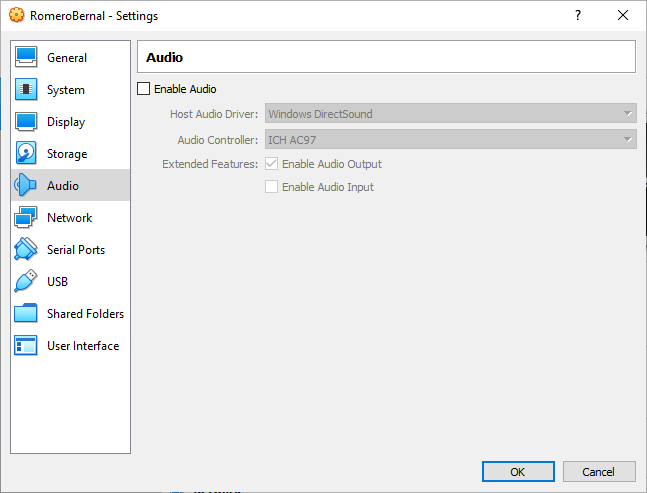 RomeroBernal - Settings
?
General
System
Display
Storage
Audio
Network
Serial Ports
USB
Shared Folders
User Interface
Audio
Enable Audio
Host Audio Driver: Windows DirectSound
Audio Controller: ICH AC97
Extended Features: Enable Audio Output
Enable Audio Input
OK Cancel